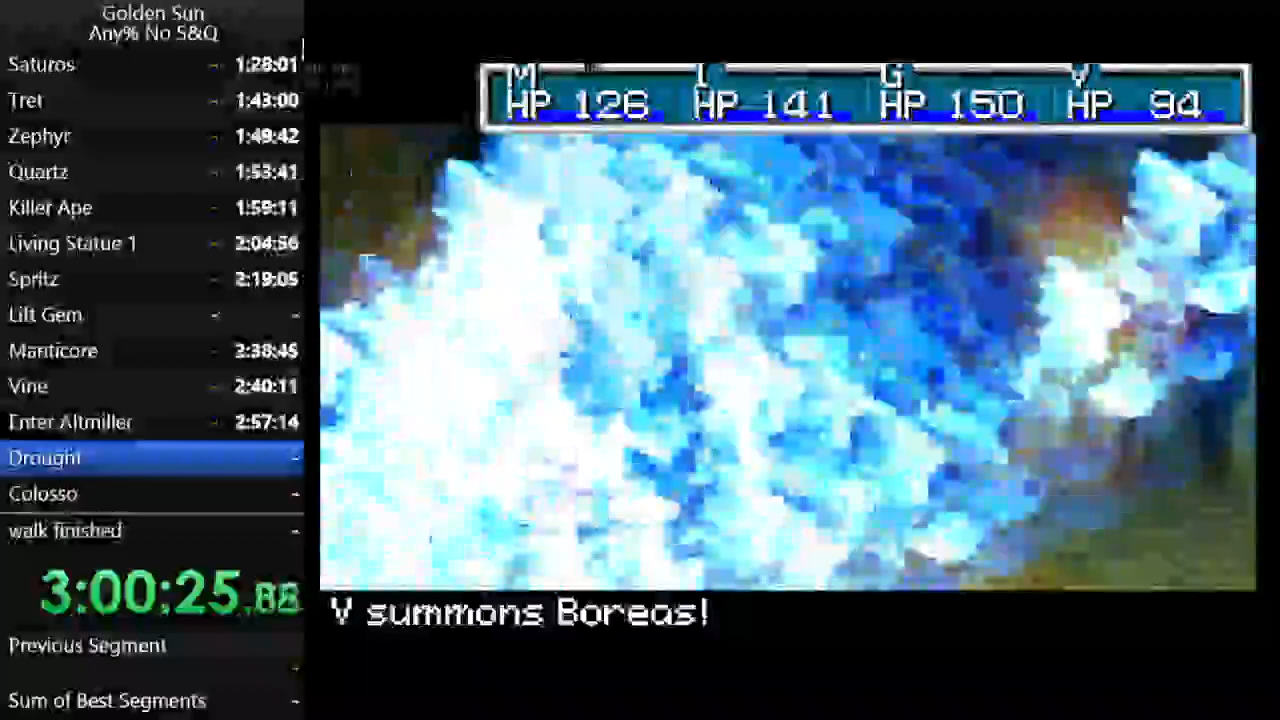 Golden Sun
Any% No S&Q
Saturos - 1:28:01
Tret - 1:43:00
Zephyr - 1:49:42
Quartz - 1:53:41
Killer Ape - 1:59:11
Living Statue 1 - 2:04:56
Spritz - 2:19:05
Lilt Gem - -
Manticore - 2:38:45
Vine - 2:40:11
Enter Altmiller - 2:57:14
Drought -
Colosso -
walk finished -
3:00:25.88
Previous Segment
-
Sum of Best Segments -
M I G V
HP 126 HP 141 HP 150 HP 94
V summons Boreas!